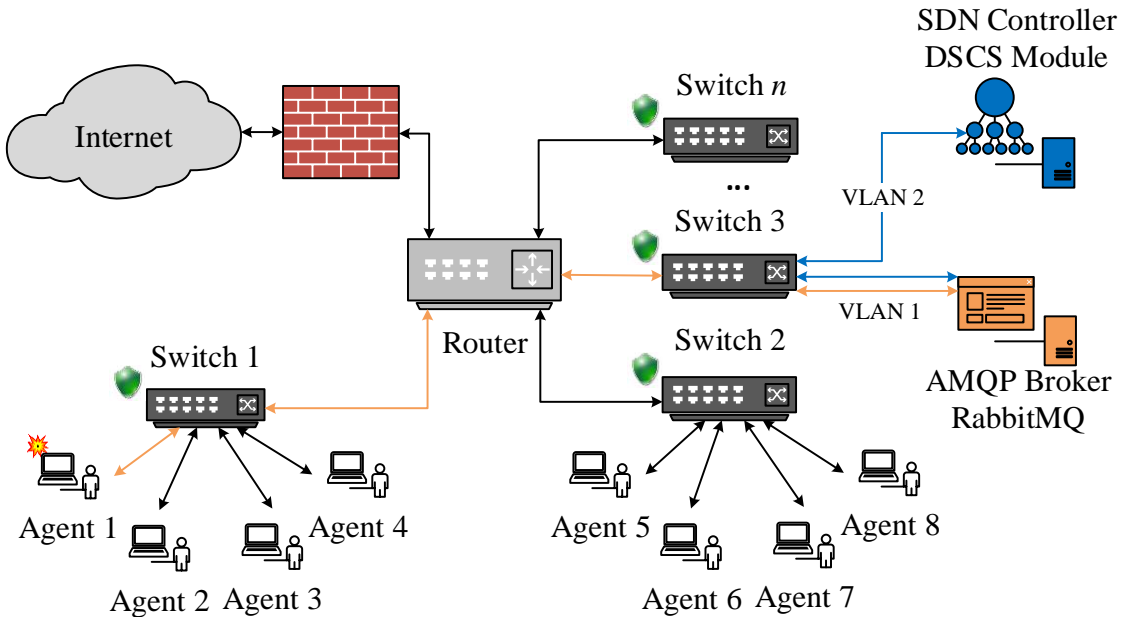 SDN Controller
DSCS Module
Switch n
Internet
...
VLAN 2
Switch 3
VLAN 1
Router
Switch 2
Switch 1
AMQP Broker
RabbitMQ
Agent 1
Agent 4
Agent 2
Agent 3
Agent 5
Agent 8
Agent 6
Agent 7